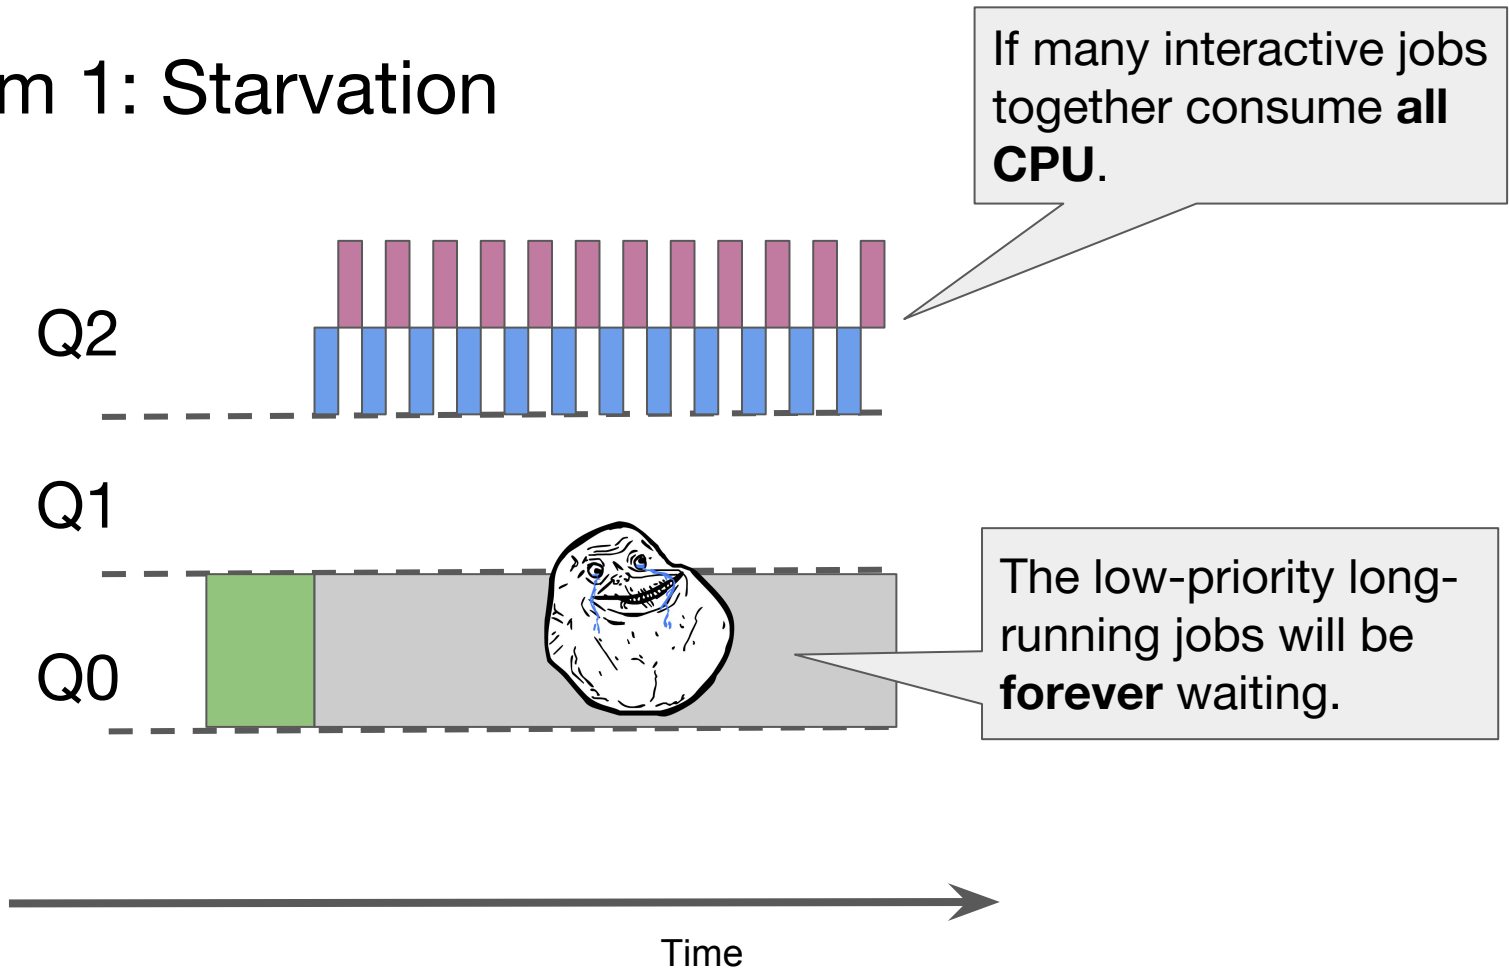 m 1: Starvation
If many interactive jobs
together consume all
CPU.
Q2
Q1
Q0
The low-priority long-
running jobs will be
forever waiting.
Time